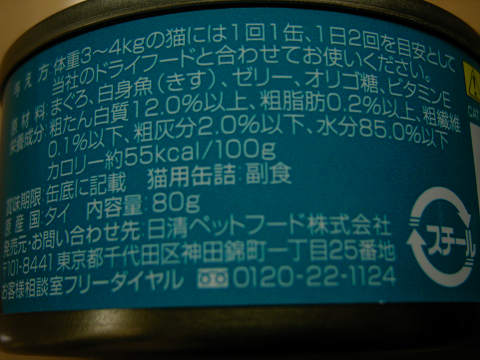 与え方:体重3~4kgの猫には1回1缶、1日2回を目安として
当社のドライフードと合わせてお使いください。
原材料:まぐろ、白身魚(きす)、ゼリー、オリゴ糖、ビタミンE
栄養成分:粗たん白質12.0%以上、粗脂肪0.2%以上、粗繊維
0.1%以下、粗灰分2.0%以下、水分85.0%以下
カロリー約55kcal/100g
賞味期限:缶底に記載 猫用缶詰:副食
原産国:タイ 内容量:80g
発売元・お問い合わせ先:日清ペットフード株式会社
〒101-8441 東京都千代田区神田錦町一丁目25番地
お客様相談室フリーダイヤル 0120-22-1124
スチール
CAT